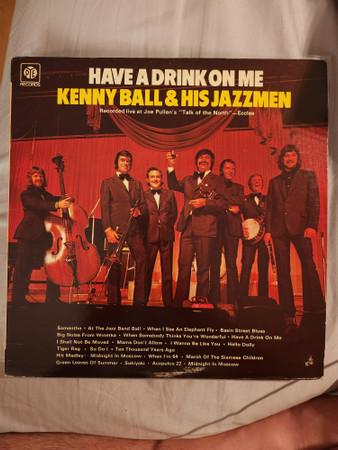 PYE
RECORDS
HAVE A DRINK ON ME
KENNY BALL & HIS JAZZMEN
Recorded live at Joe Pullen's "Talk of the North"—Eccles
Samantha • At The Jazz Band Ball • When I See An Elephant Fly • Basin Street Blues
Big Noise From Winnetka • When Somebody Thinks You're Wonderful • Have A Drink On Me
I Shall Not Be Moved • Mama Don't Allow • I Wanna Be Like You • Hello Dolly
Tiger Rag • So Do I • Ten Thousand Years Ago
Hit Medley: Midnight In Moscow • When I'm 64 • March Of The Siamese Children
Green Leaves Of Summer • Sukiyaki • Acapulco 22 • Midnight In Moscow